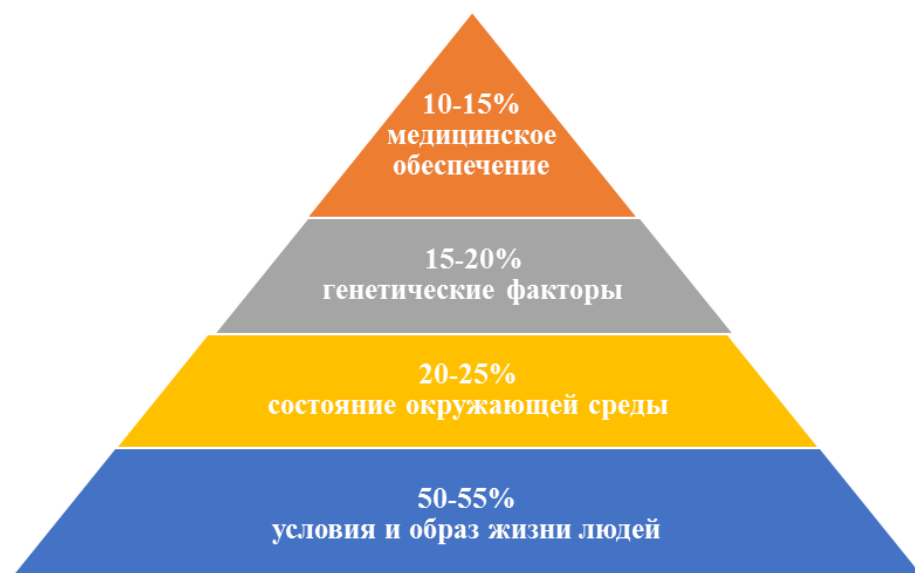 10-15%
медицинское
обеспечение
15-20%
генетические факторы
20-25%
состояние окружающей среды
50-55%
условия и образ жизни людей